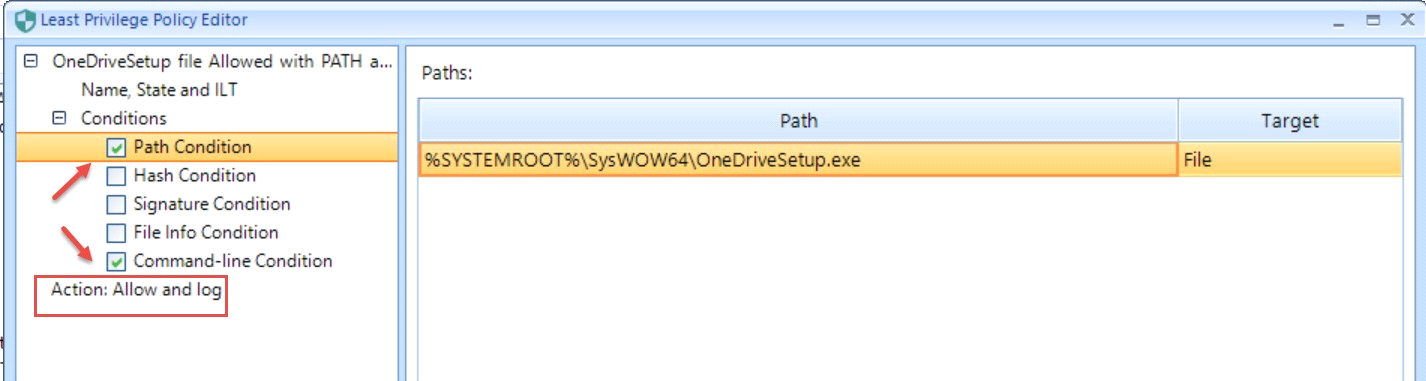 Least Privilege Policy Editor
OneDriveSetup file Allowed with PATH a...
Name, State and ILT
Conditions
Path Condition
Hash Condition
Signature Condition
File Info Condition
Command-line Condition
Action: Allow and log
Paths:
Path Target
%SYSTEMROOT%\SysWOW64\OneDriveSetup.exe File